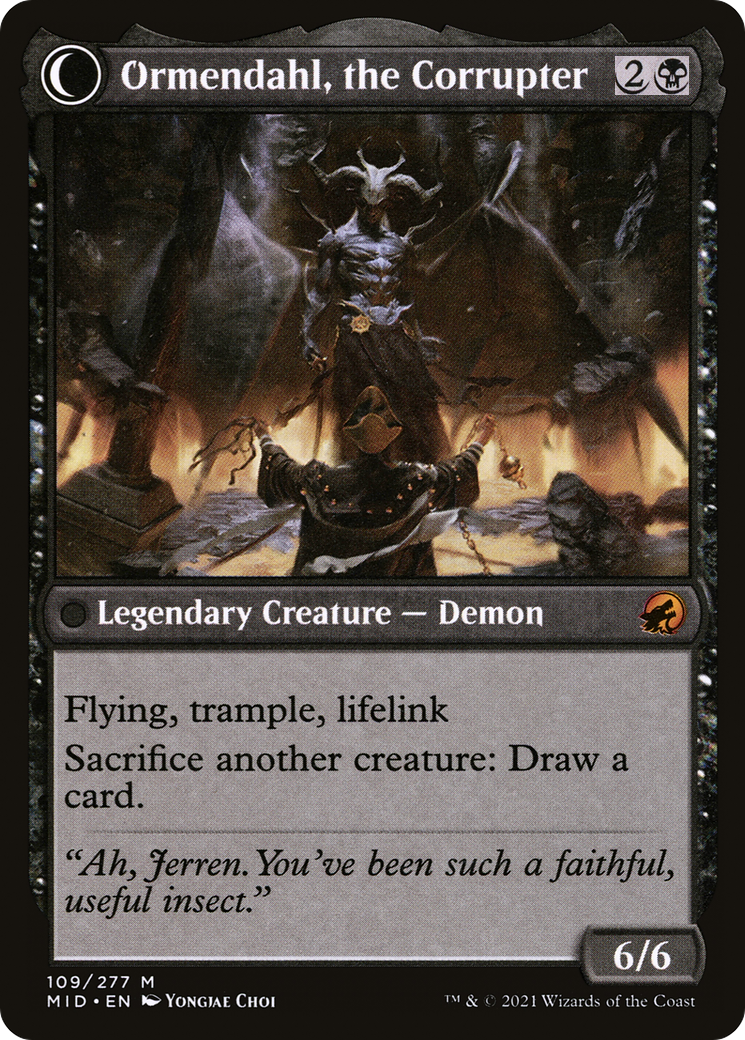 Ormendahl, the Corrupter 2
Legendary Creature — Demon
Flying, trample, lifelink
Sacrifice another creature: Draw a
card.
“Ah, Jerren. You’ve been such a faithful,
useful insect.”
6/6
109/277 M
MID • EN Yongjae Choi
™ & © 2021 Wizards of the Coast